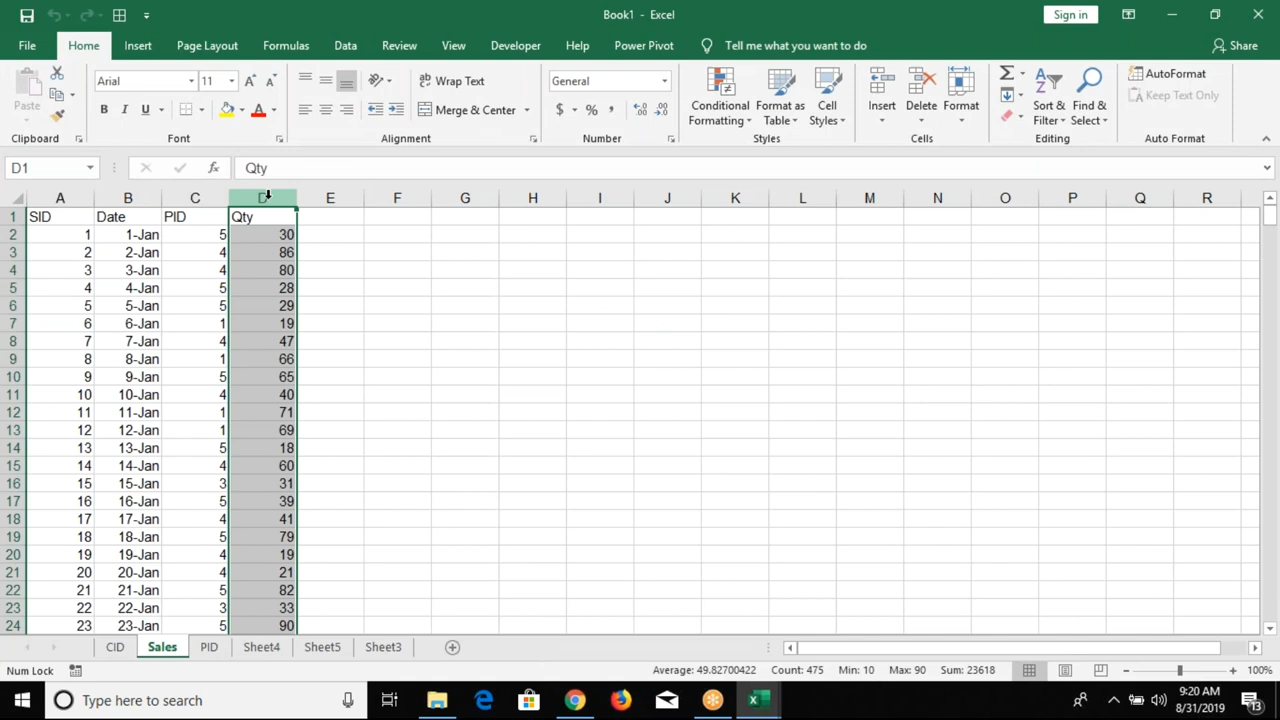 Book1 - Excel
Sign in
File Home Insert Page Layout Formulas Data Review View Developer Help Power Pivot Tell me what you want to do Share
Paste Arial 11 Wrap Text General Conditional Formatting Format as Table Cell Styles Insert Delete Format Sort & Filter Find & Select AutoFormat
B I U Merge & Center $ % , Keep Text Only
Clipboard Font Alignment Number Styles Cells Editing Auto Format
D1 fx Qty
A B C D E F G H I J K L M N O P Q R
1 SID Date PID Qty
2 1 1-Jan 5 30
3 2 2-Jan 4 86
4 3 3-Jan 4 80
5 4 4-Jan 5 28
6 5 5-Jan 5 29
7 6 6-Jan 1 19
8 7 7-Jan 4 47
9 8 8-Jan 1 66
10 9 9-Jan 5 65
11 10 10-Jan 4 40
12 11 11-Jan 1 71
13 12 12-Jan 1 69
14 13 13-Jan 5 18
15 14 14-Jan 4 60
16 15 15-Jan 3 31
17 16 16-Jan 5 39
18 17 17-Jan 4 41
19 18 18-Jan 5 79
20 19 19-Jan 4 19
21 20 20-Jan 4 21
22 21 21-Jan 5 82
23 22 22-Jan 3 33
24 23 23-Jan 5 90
CID Sales PID Sheet4 Sheet5 Sheet3
Num Lock Average: 49.82700422 Count: 475 Min: 10 Max: 90 Sum: 23618 100%
Type here to search 9:20 AM
8/31/2019 13